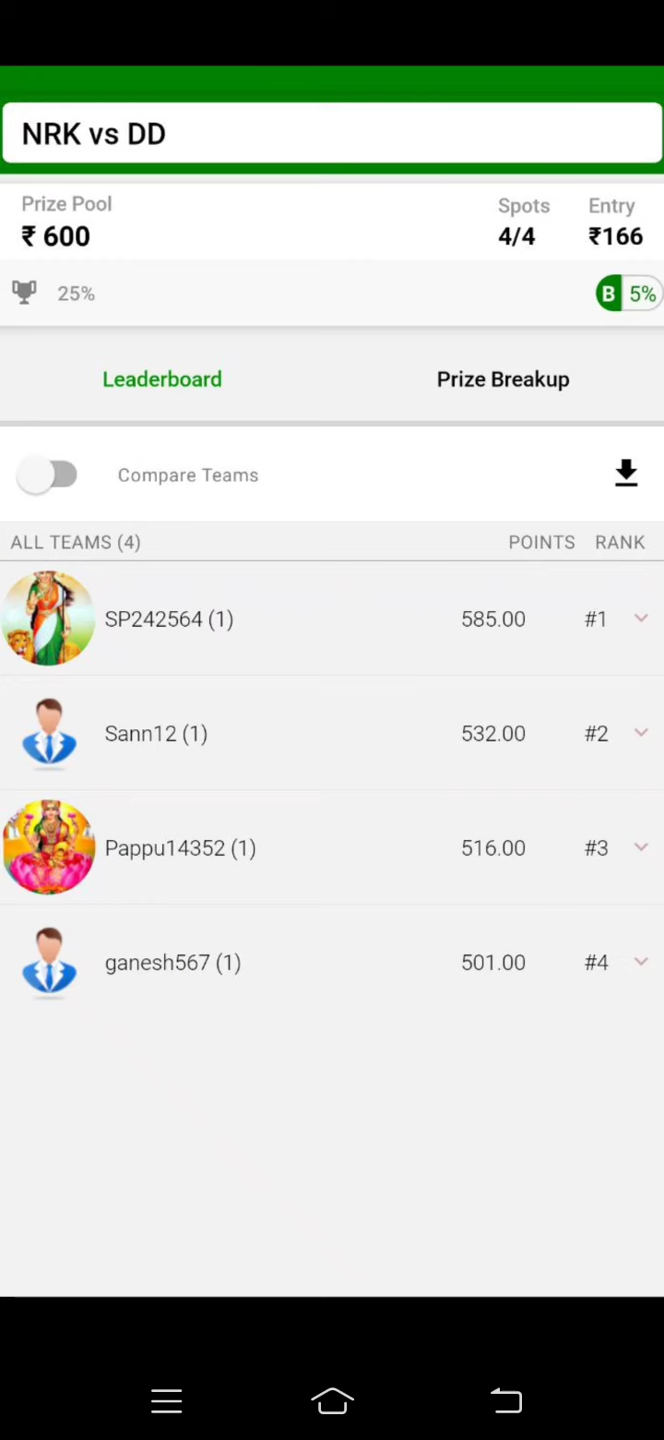 NRK vs DD
Prize Pool Spots Entry
₹ 600 4/4 ₹166
25% B 5%
Leaderboard Prize Breakup
Compare Teams
ALL TEAMS (4) POINTS RANK
SP242564 (1) 585.00 #1
Sann12 (1) 532.00 #2
Pappu14352 (1) 516.00 #3
ganesh567 (1) 501.00 #4